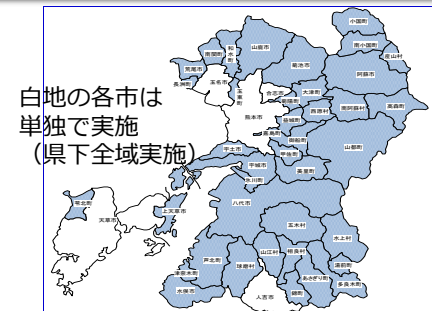 小国町
南小国町
産山村
和水町
南関町
山鹿市
菊池市
阿蘇市
荒尾市
玉名市
長洲町
玉東町
合志市
大津町
菊陽町
西原村
南阿蘇村
高森町
熊本市
益城町
嘉島町
御船町
山都町
白地の各市は
単独で実施
（県下全域実施）
宇土市
甲佐町
宇城市
美里町
氷川町
八代市
苓北町
天草市
上天草市
五木村
水上村
芦北町
山江村
相良村
湯前町
球磨村
あさぎり町
多良木町
津奈木町
水俣市
錦町
人吉市